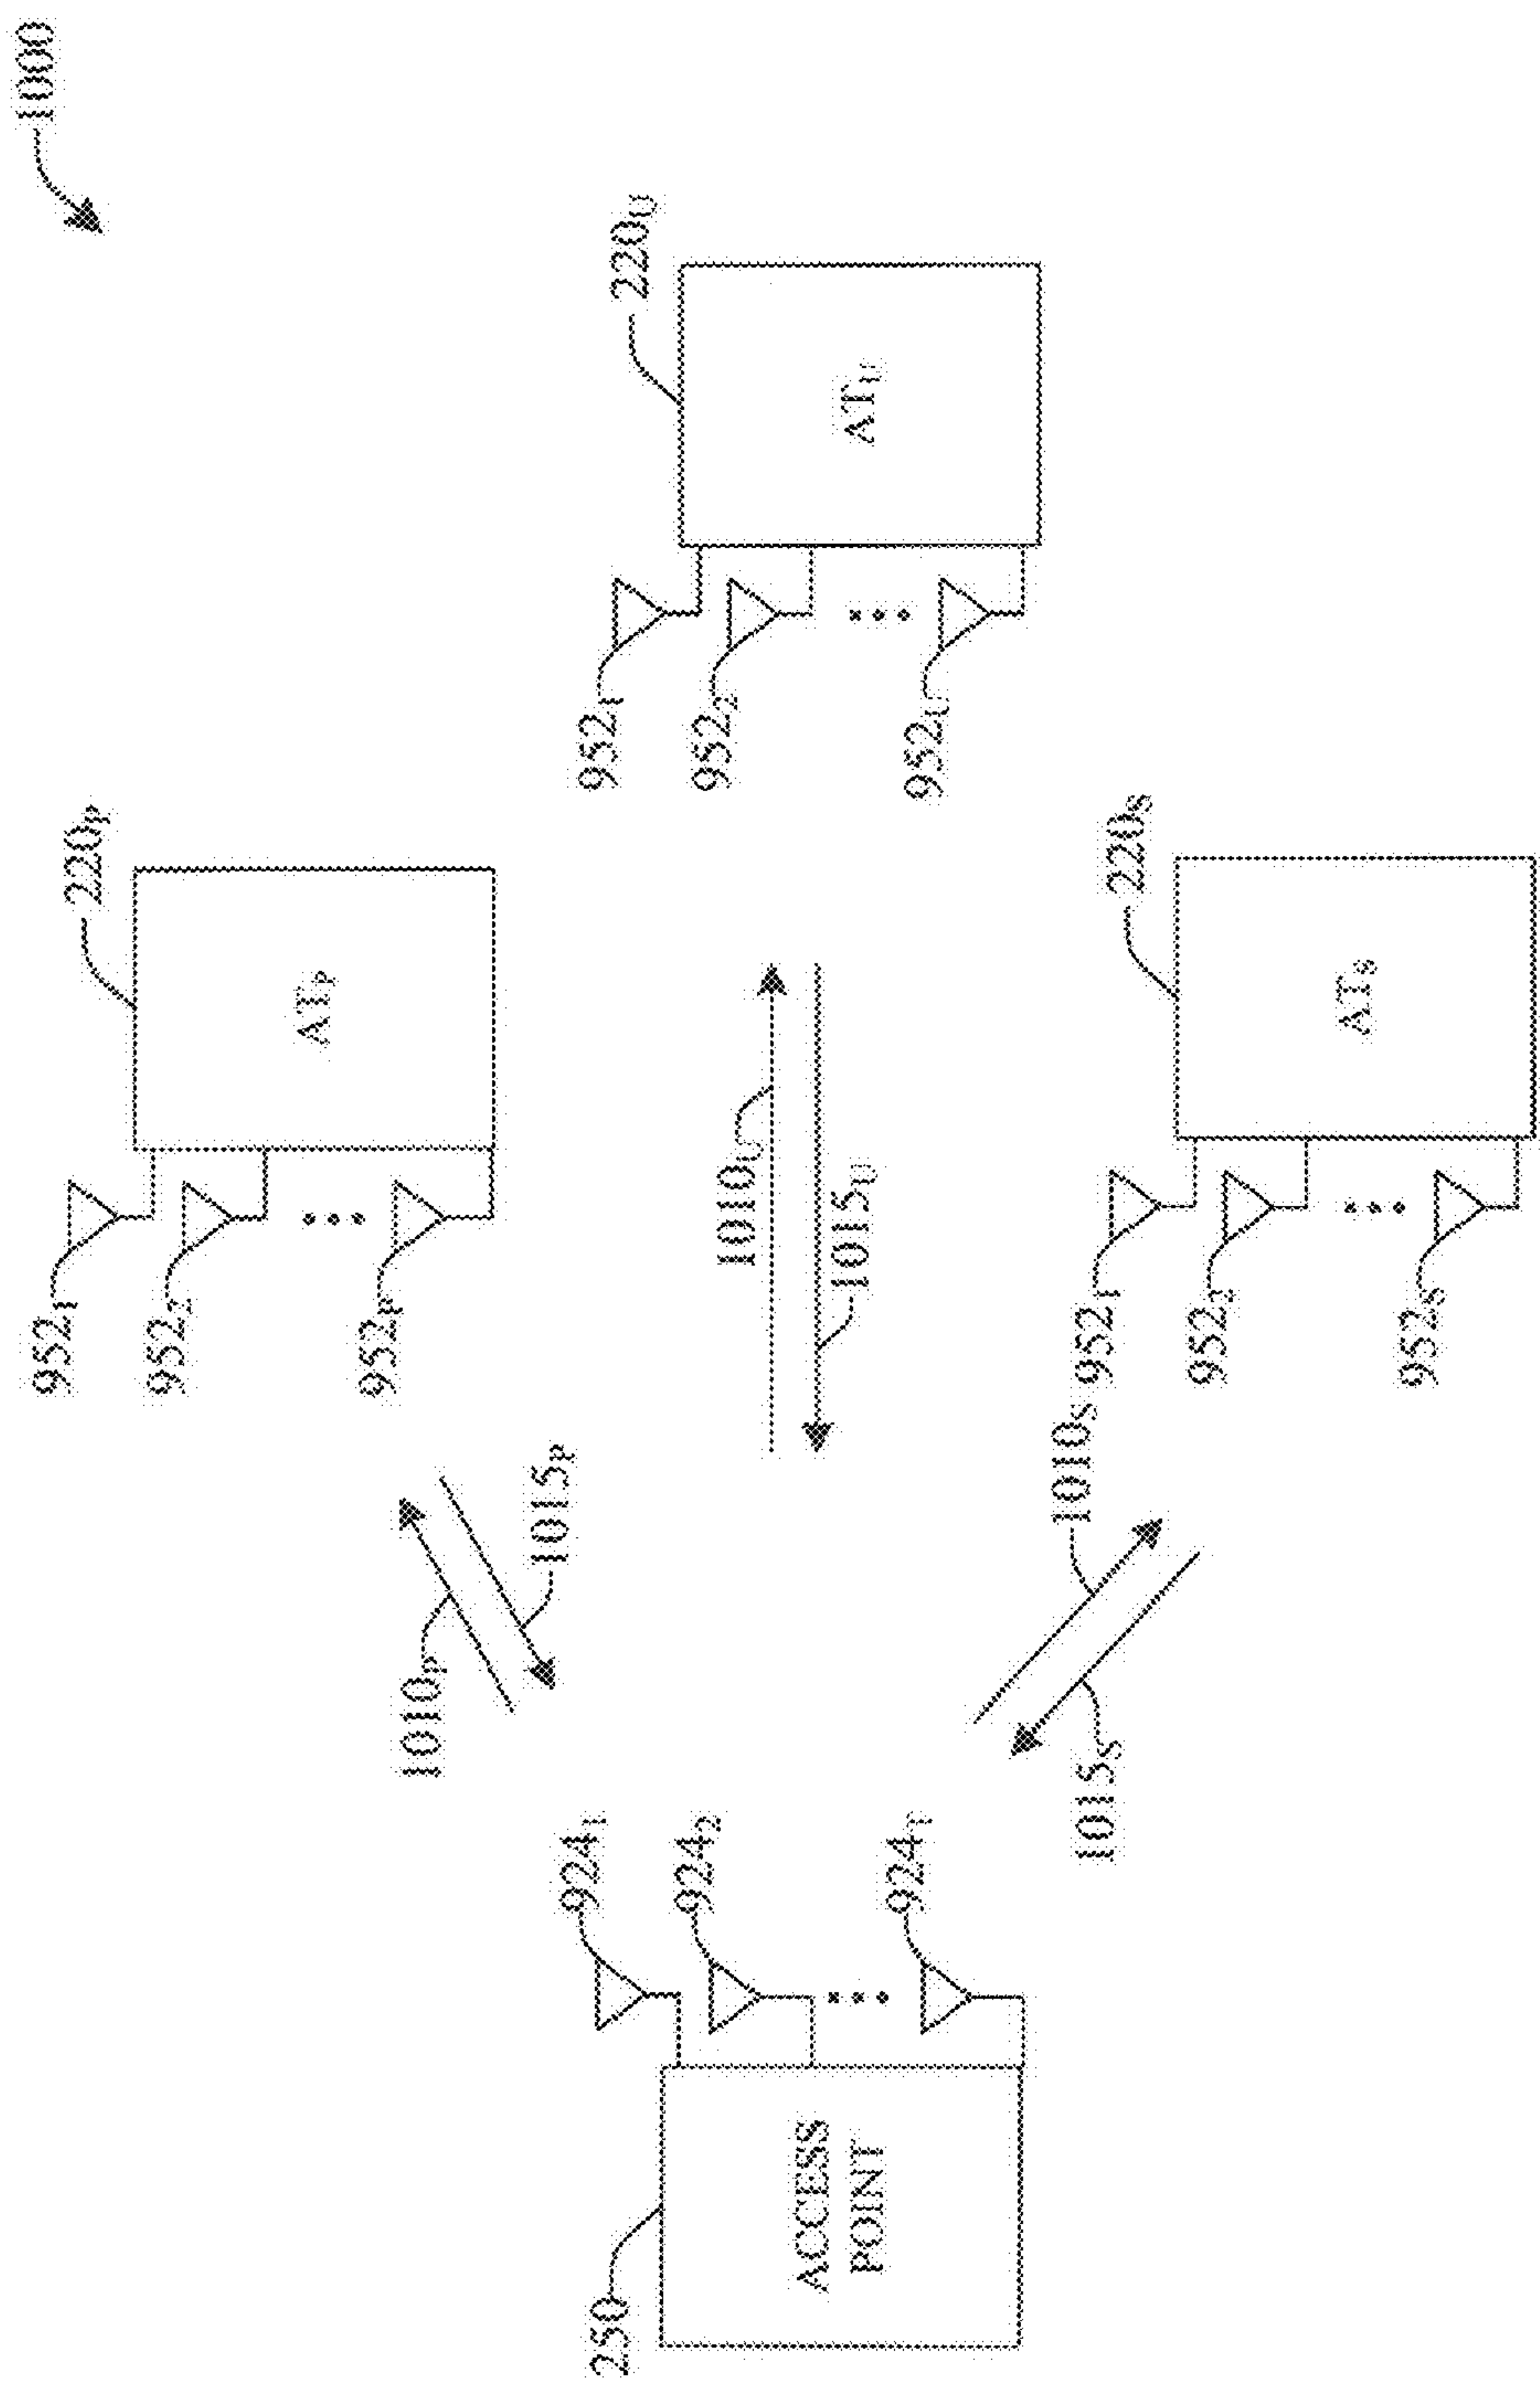 1000
220P
ATP
9521
9522
952P
220U
ATU
9521
9522
952U
1010P
1015P
1010U
1015U
9241
9242
924T
250
ACCESS
POINT
1010S
1015S
220S
ATS
9521
9522
952S